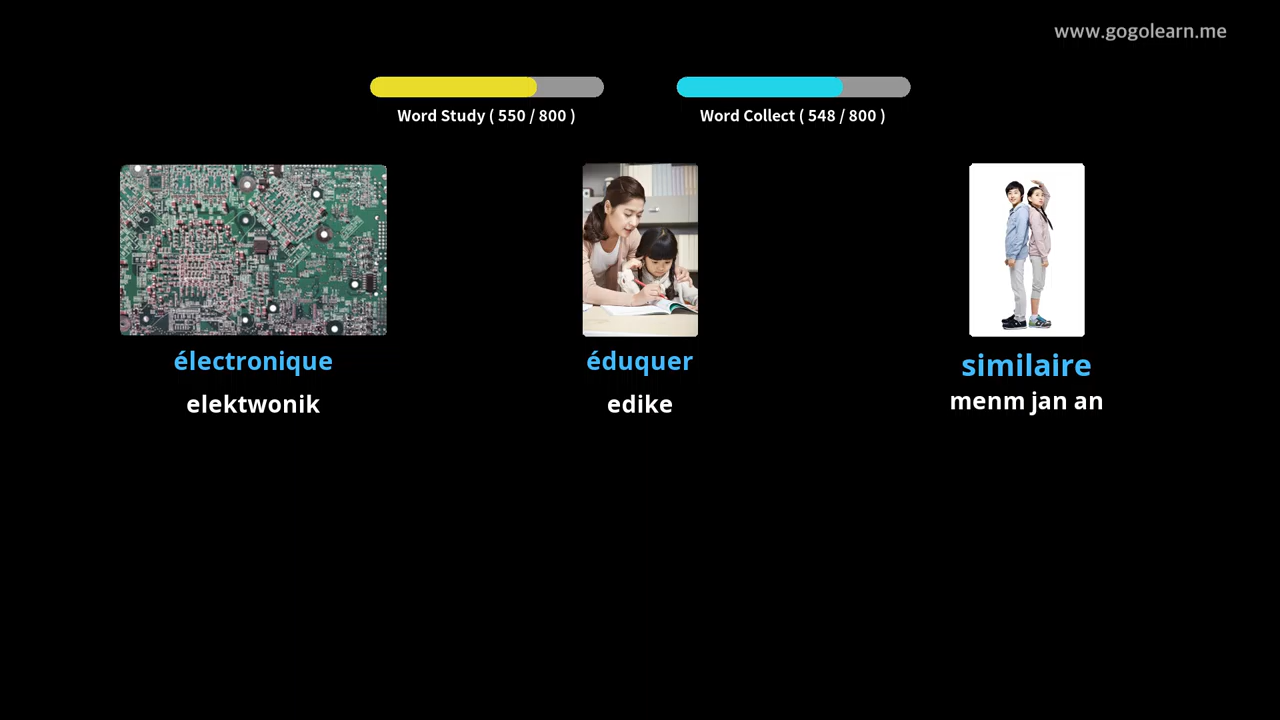 www.gogolearn.me
Word Study ( 550 / 800 )
Word Collect ( 548 / 800 )
électronique
éduquer
similaire
elektwonik
edike
menm jan an